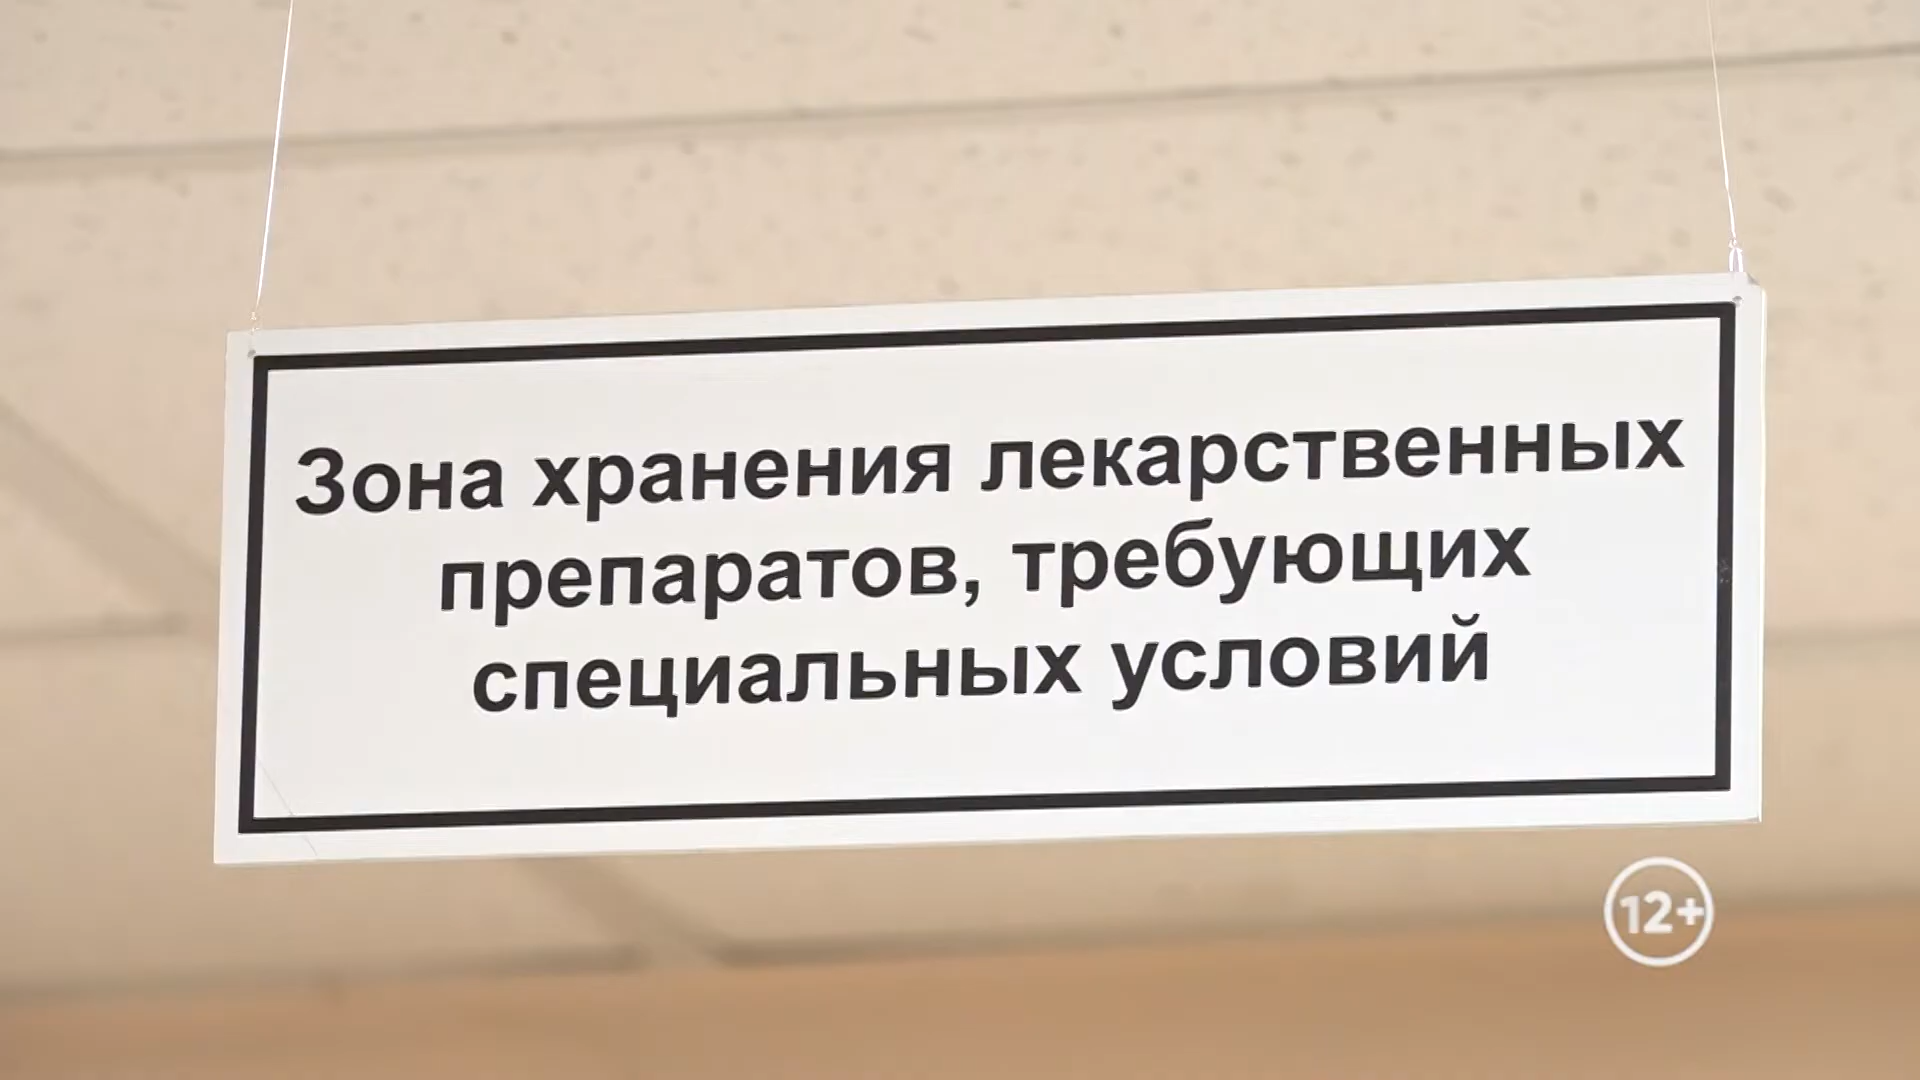 Зона хранения лекарственных
препаратов, требующих
специальных условий
12+